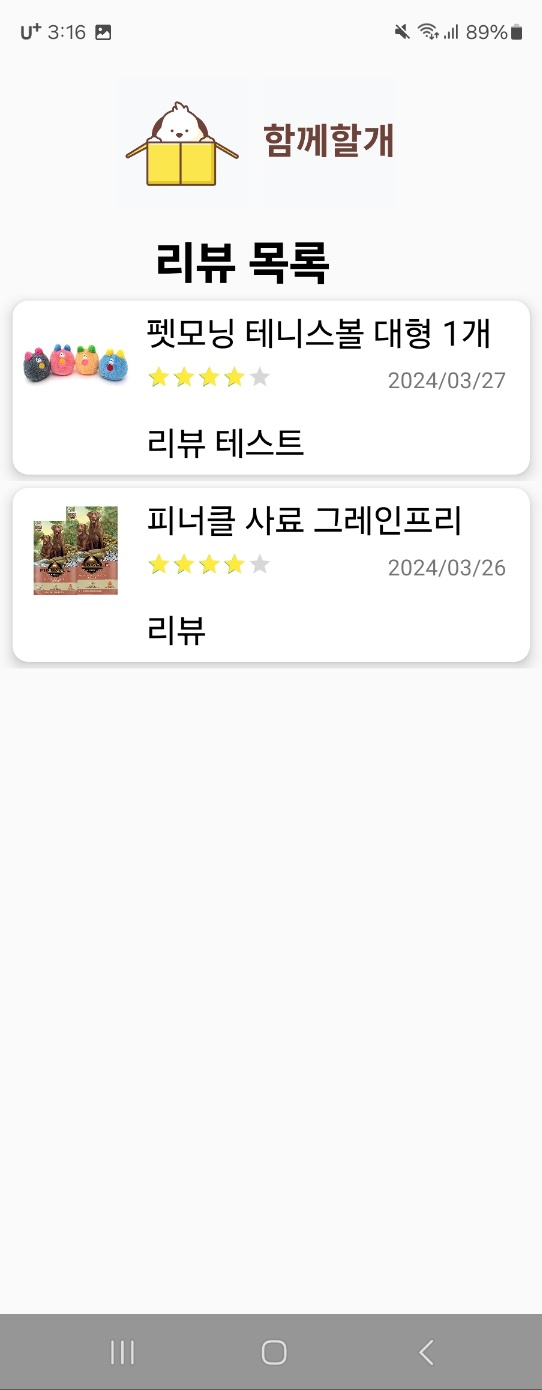 U+ 3:16 89%
함께할개
리뷰 목록
펫모닝 테니스볼 대형 1개
2024/03/27
리뷰 테스트
피너클 사료 그레인프리
2024/03/26
리뷰